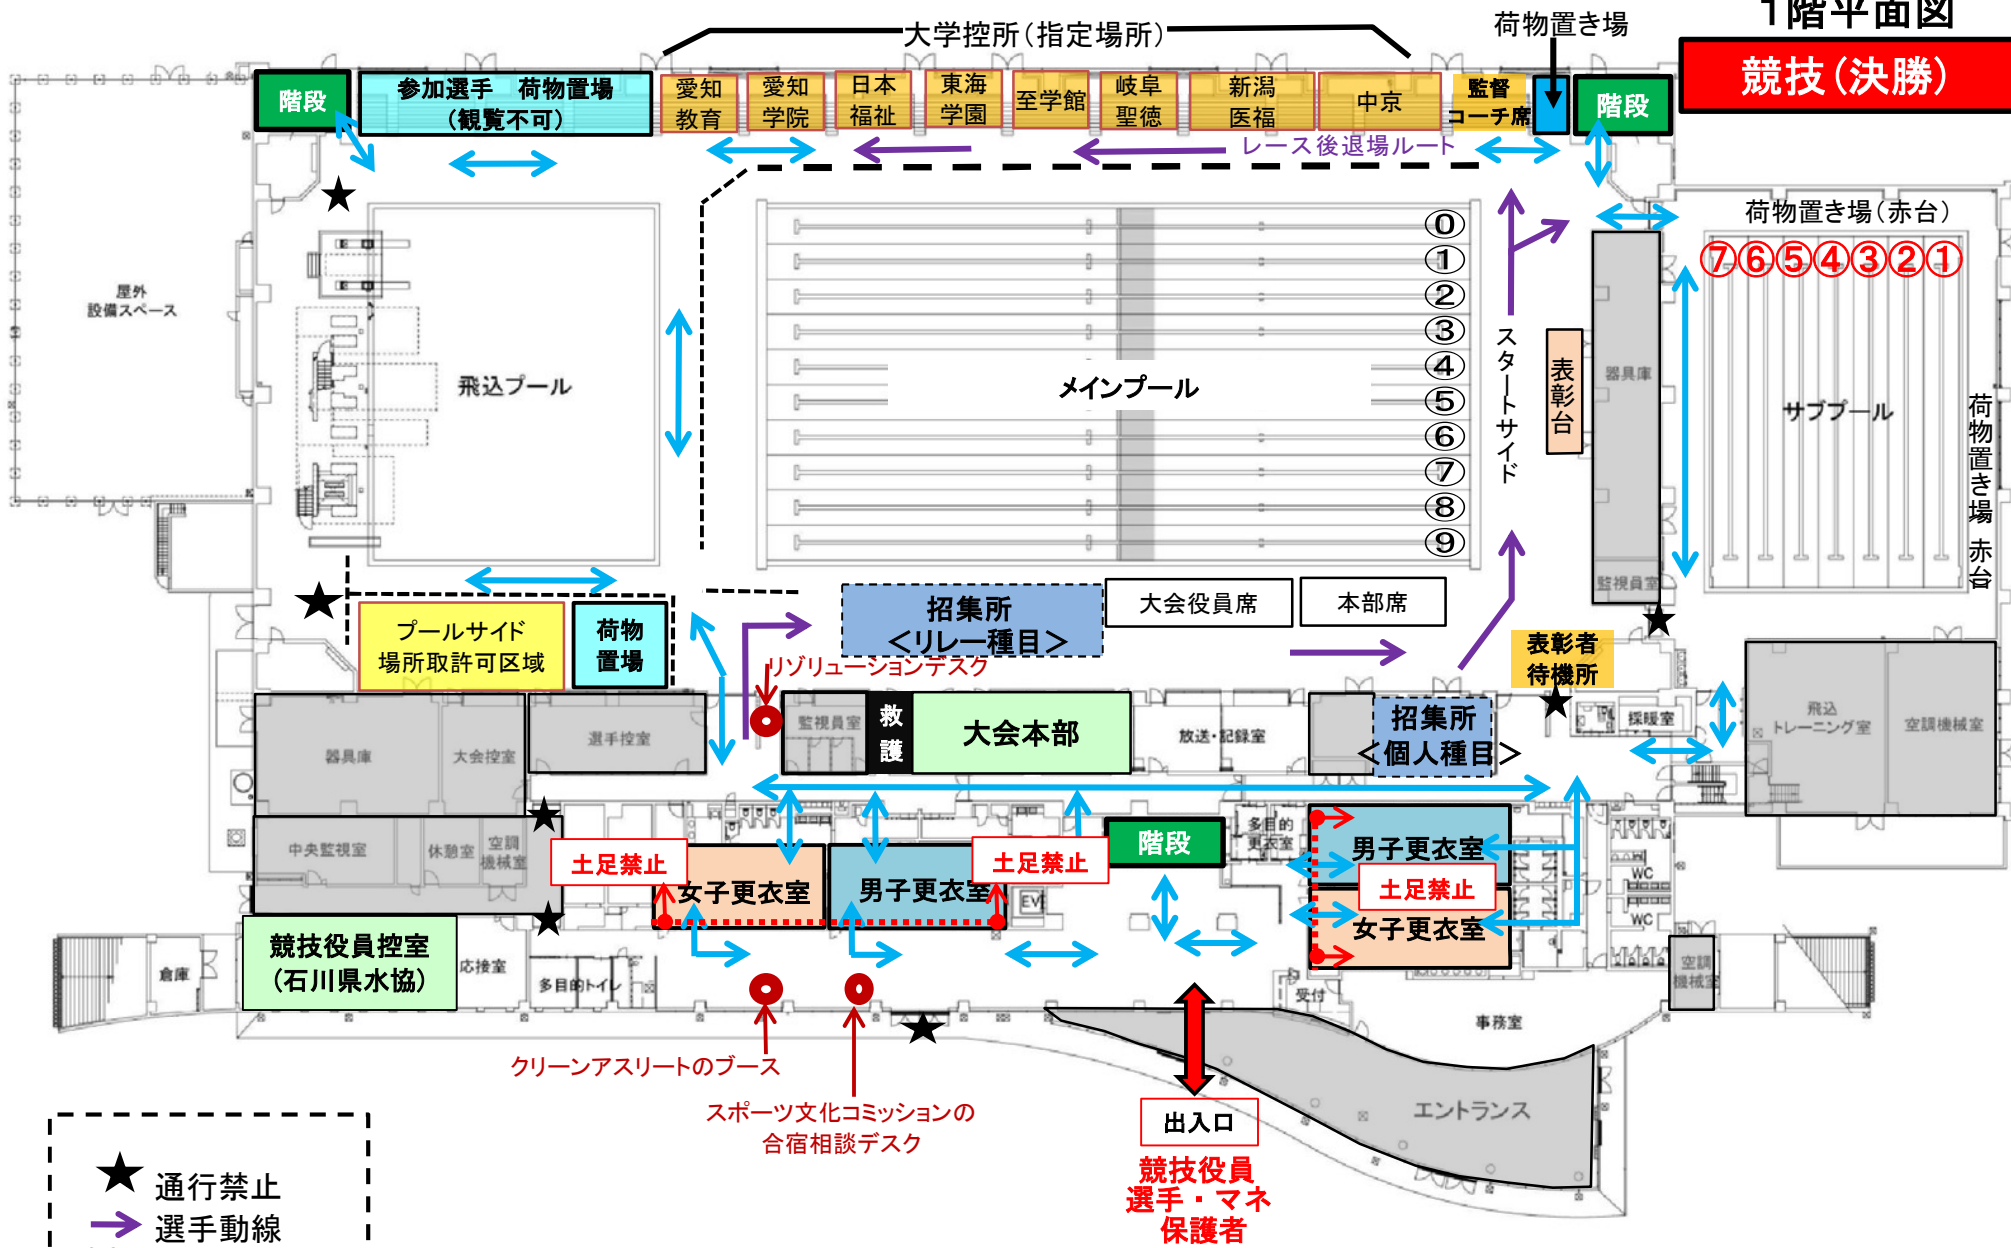 1階平面図
競技(決勝)
大学控所(指定場所)
荷物置き場
階段
参加選手 荷物置場
(観覧不可)
愛知
教育
愛知
学院
日本
福祉
東海
学園
至学館
岐阜
聖徳
新潟
医福
中京
監督
コーチ席
階段
レース後退場ルート
荷物置き場(赤台)
⑦⑥⑤④③②①
屋外
設備スペース
飛込プール
メインプール
⓪
①
②
③
④
⑤
⑥
⑦
⑧
⑨
スタートサイド
表彰台
器具庫
監視員室
サブプール
荷物置き場 赤台
プールサイド
場所取許可区域
荷物
置場
招集所
<リレー種目>
大会役員席
本部席
リゾリューションデスク
表彰者
待機所
器具庫
大会控室
選手控室
監視員室
救護
大会本部
放送・記録室
招集所
<個人種目>
採暖室
飛込
トレーニング室
空調機械室
中央監視室
休憩室
空調
機械室
土足禁止
女子更衣室
男子更衣室
土足禁止
EV
階段
多目的
更衣室
男子更衣室
土足禁止
女子更衣室
WC
WC
競技役員控室
(石川県水協)
応接室
倉庫
多目的トイレ
受付
事務室
空調
機械室
クリーンアスリートのブース
スポーツ文化コミッションの
合宿相談デスク
エントランス
出入口
競技役員
選手・マネ
保護者
★ 通行禁止
→ 選手動線